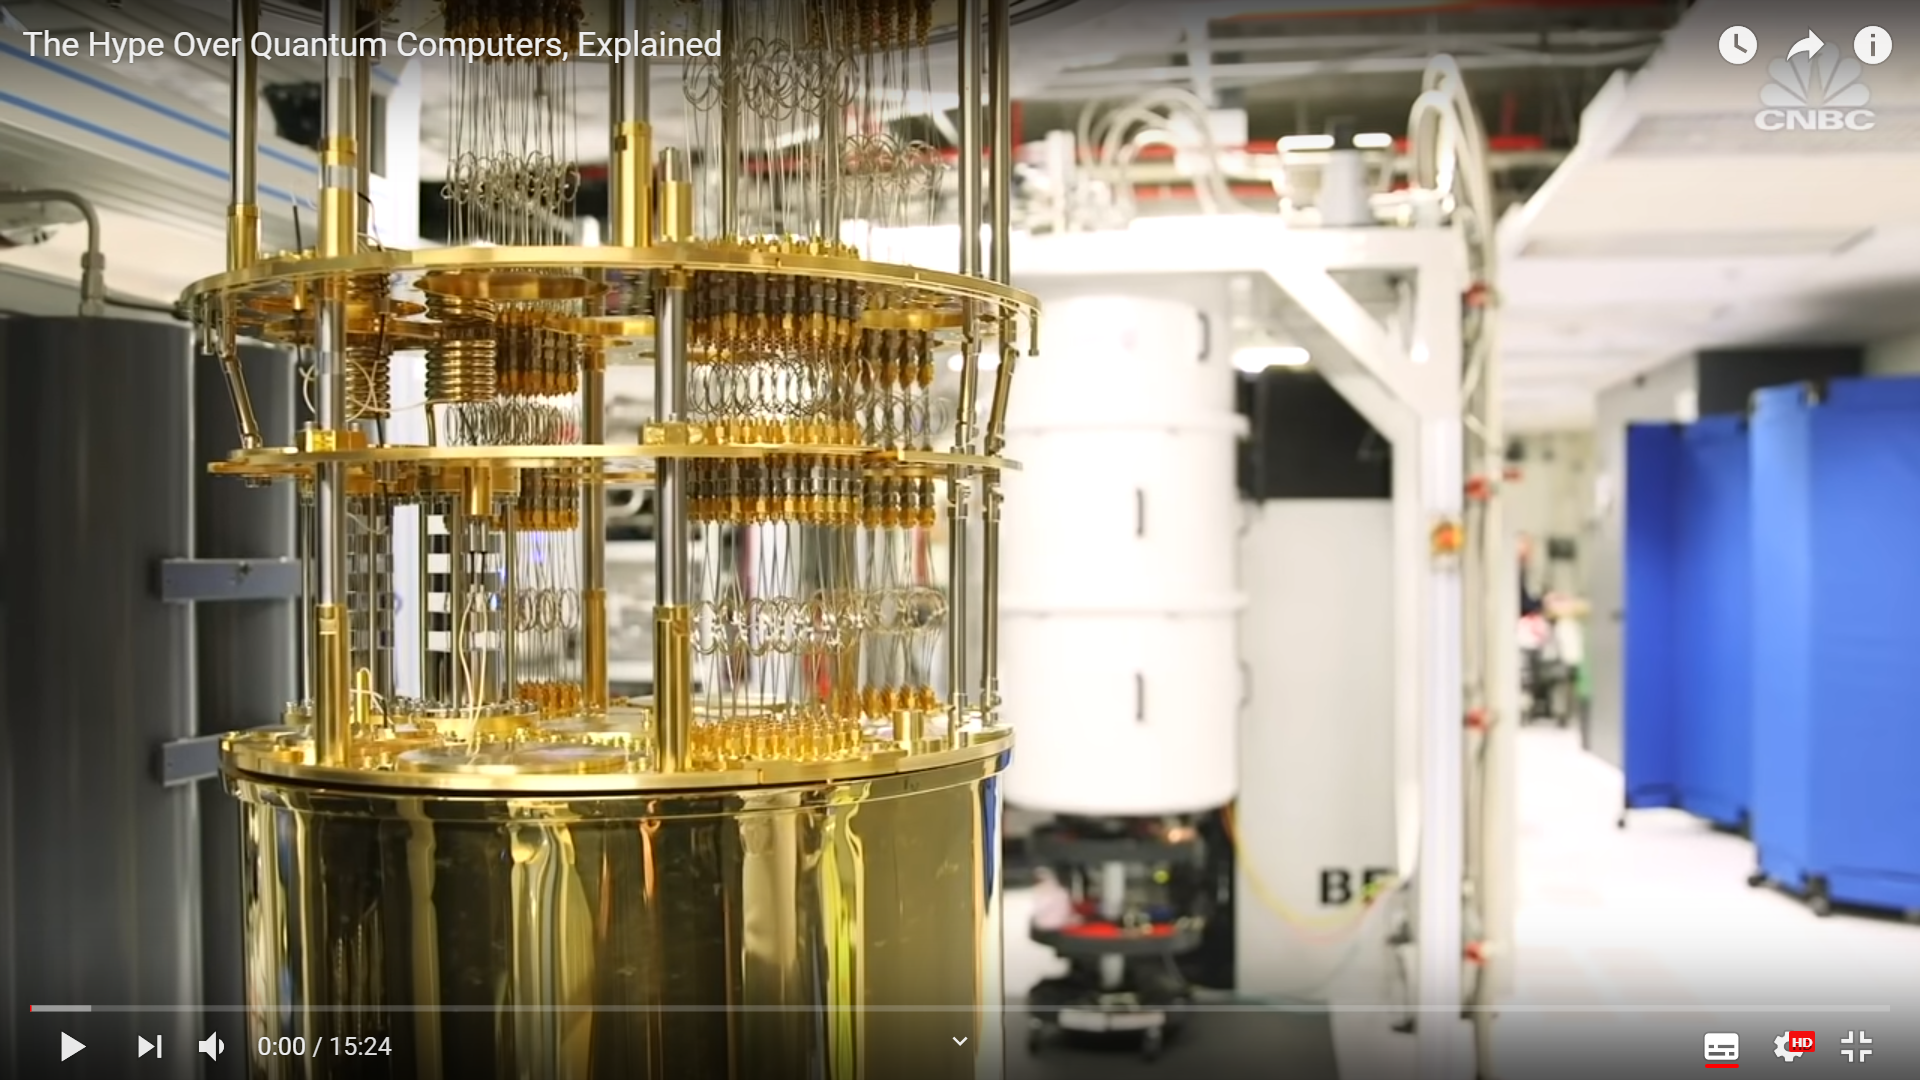 The Hype Over Quantum Computers, Explained
CNBC
0:00 / 15:24
HD